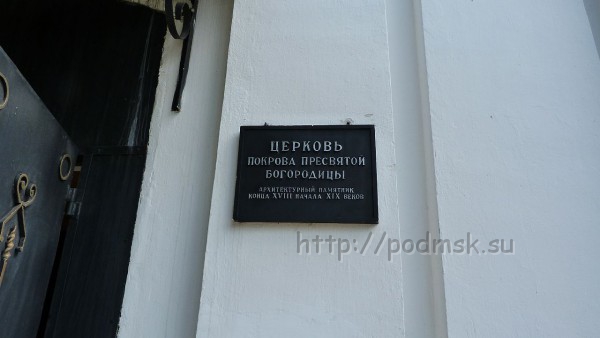 ЦЕРКОВЬ
ПОКРОВА ПРЕСВЯТОЙ
БОГОРОДИЦЫ
АРХИТЕКТУРНЫЙ ПАМЯТНИК
КОНЦА XVIII НАЧАЛА XIX ВЕКОВ
http://podmsk.su